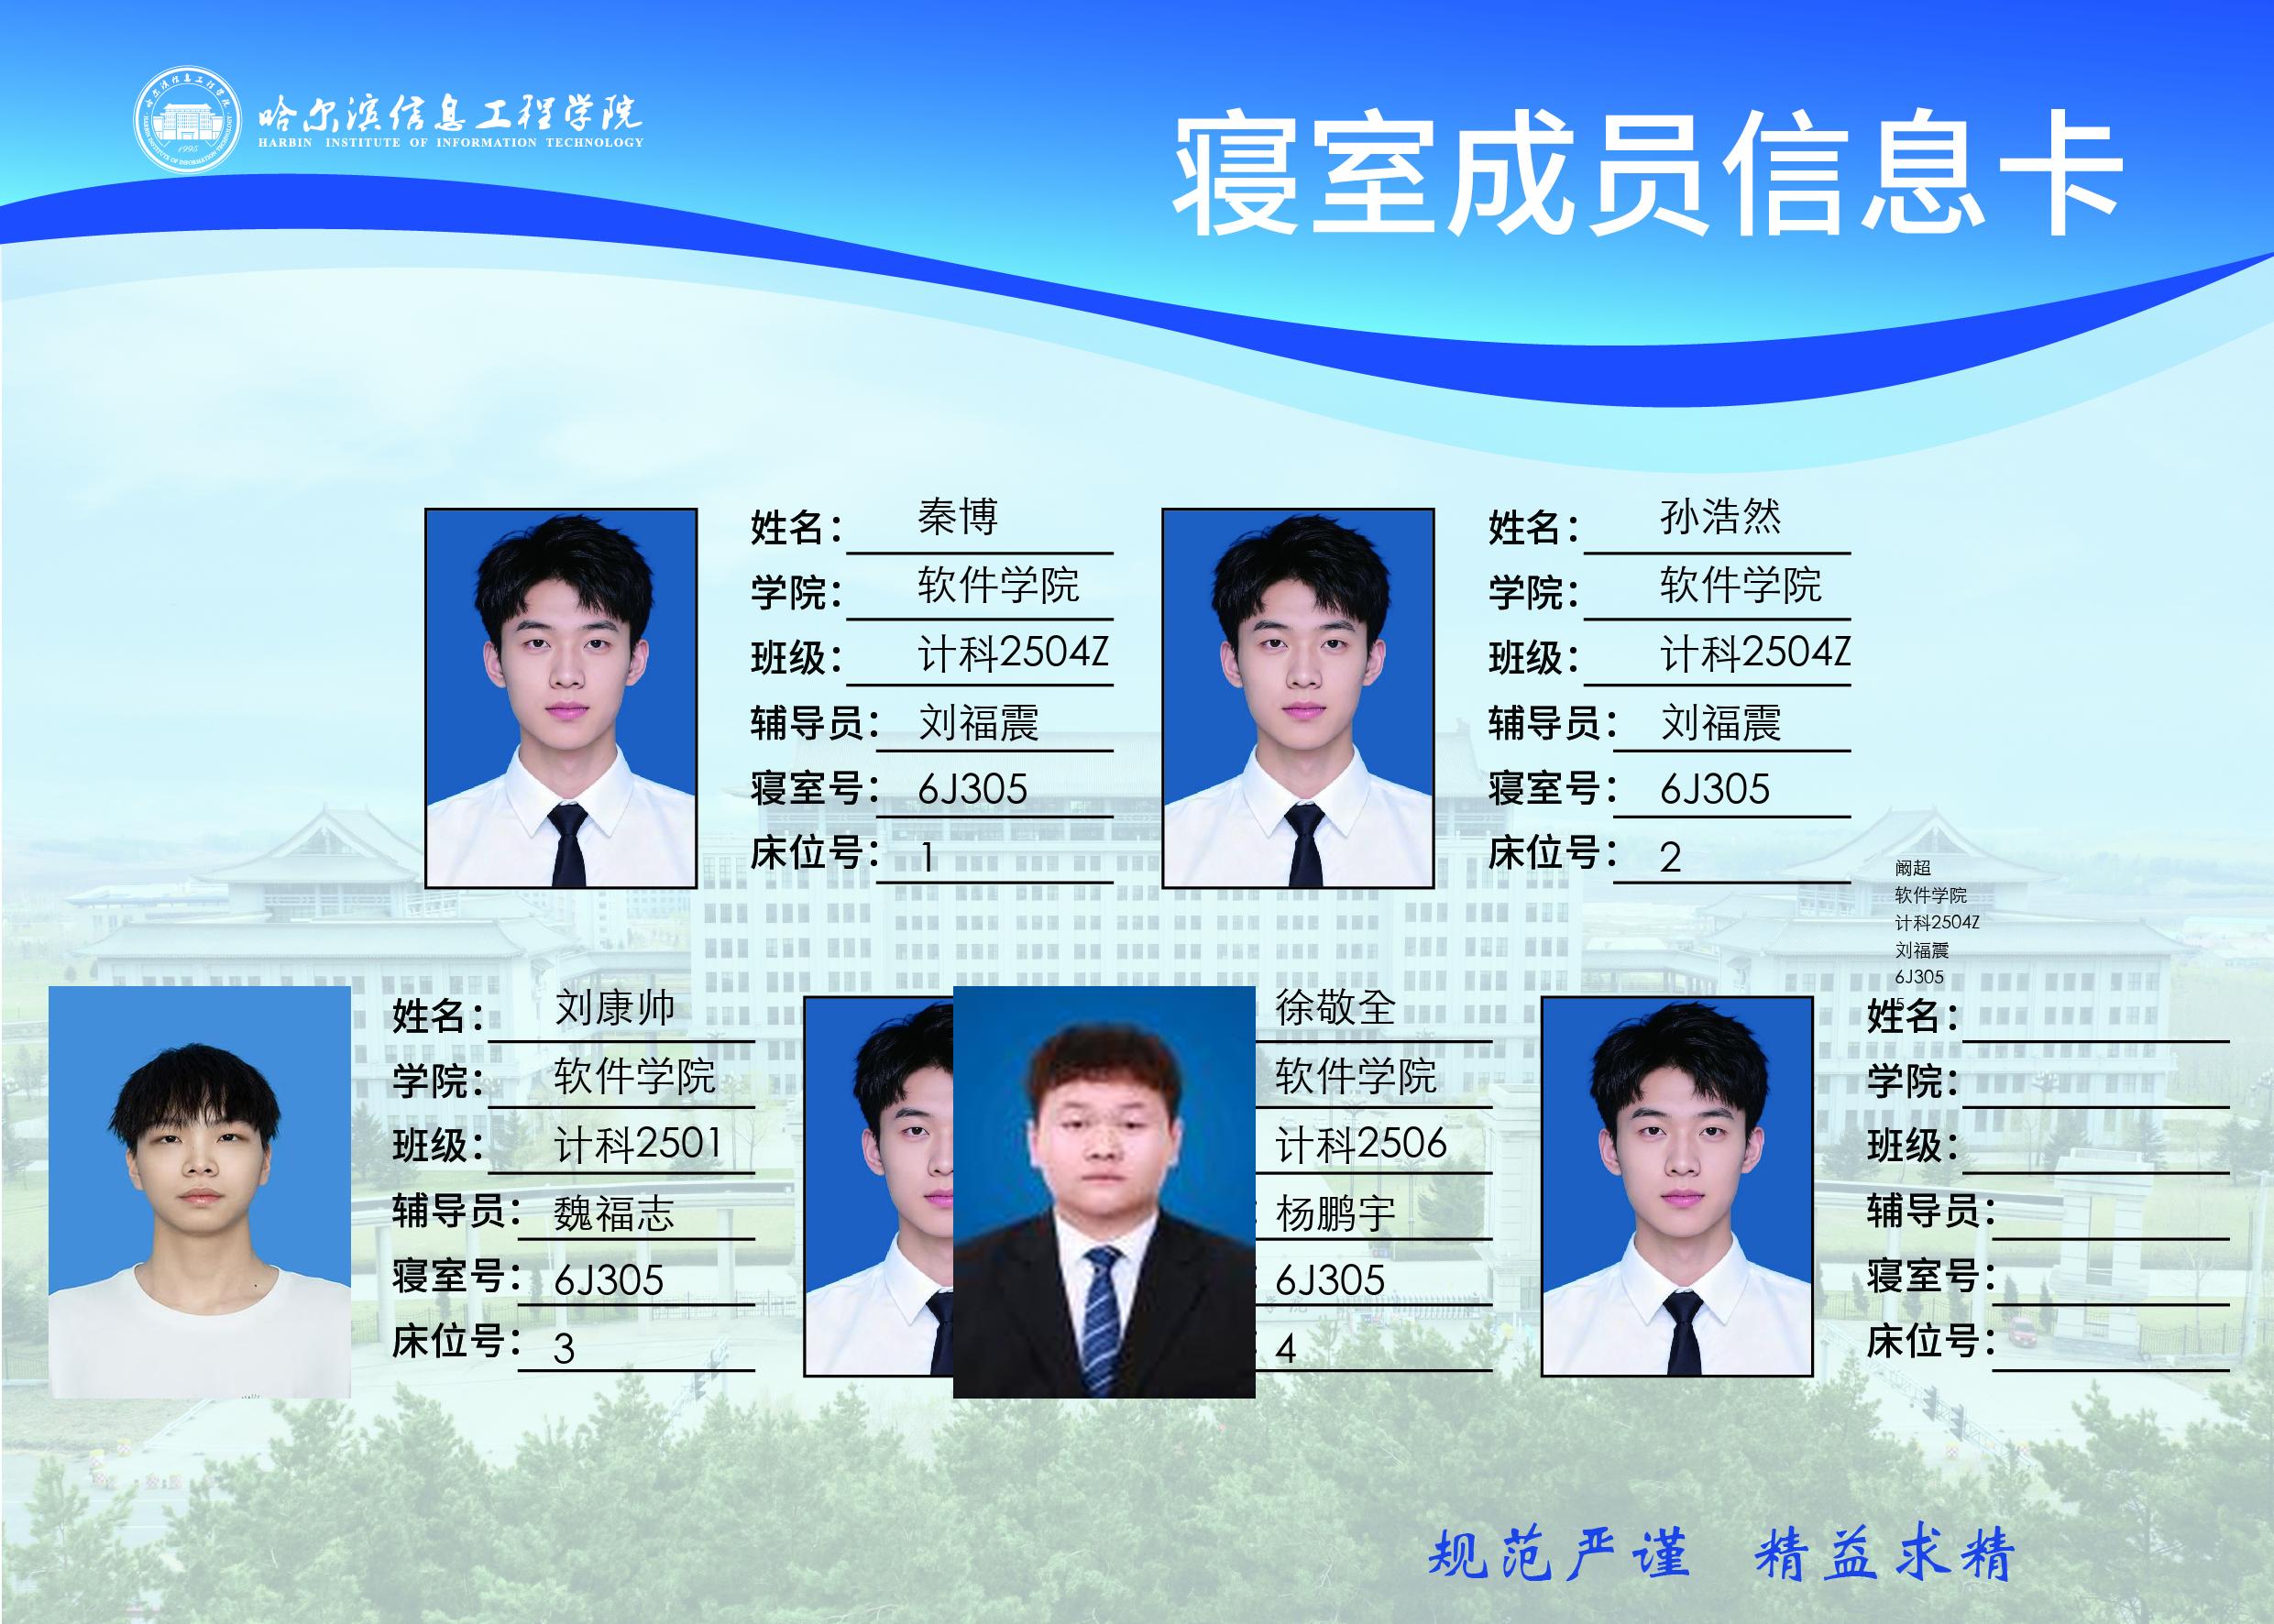 哈尔滨信息工程学院
HARBIN INSTITUTE OF INFORMATION TECHNOLOGY
1995
寝室成员信息卡
姓名： 秦博
学院： 软件学院
班级： 计科2504Z
辅导员： 刘福震
寝室号： 6J305
床位号： 1
姓名： 孙浩然
学院： 软件学院
班级： 计科2504Z
辅导员： 刘福震
寝室号： 6J305
床位号： 2
阚超
软件学院
计科2504Z
刘福震
6J305
5
姓名： 刘康帅
学院： 软件学院
班级： 计科2501
辅导员： 魏福志
寝室号： 6J305
床位号： 3
徐敬全
软件学院
计科2506
杨鹏宇
6J305
4
姓名：
学院：
班级：
辅导员：
寝室号：
床位号：
规范严谨 精益求精